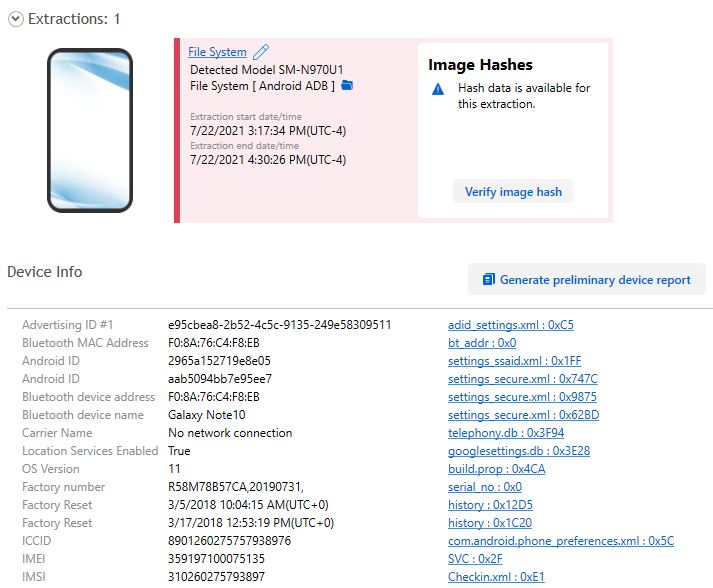 Extractions: 1
File System
Detected Model SM-N970U1
File System [ Android ADB ]
Extraction start date/time
7/22/2021 3:17:34 PM(UTC-4)
Extraction end date/time
7/22/2021 4:30:26 PM(UTC-4)
Image Hashes
Hash data is available for
this extraction.
Verify image hash
Device Info
Generate preliminary device report
Advertising ID #1 e95cbea8-2b52-4c5c-9135-249e58309511 adid_settings.xml : 0xC5
Bluetooth MAC Address F0:8A:76:C4:F8:EB bt_addr : 0x0
Android ID 2965a152719e8e05 settings_ssaid.xml : 0x1FF
Android ID aab5094bb7e95ee7 settings_secure.xml : 0x747C
Bluetooth device address F0:8A:76:C4:F8:EB settings_secure.xml : 0x9875
Bluetooth device name Galaxy Note10 settings_secure.xml : 0x62BD
Carrier Name No network connection telephony.db : 0x3F94
Location Services Enabled True googlesettings.db : 0x3E28
OS Version 11 build.prop : 0x4CA
Factory number R58M78B57CA,20190731, serial_no : 0x0
Factory Reset 3/5/2018 10:04:15 AM(UTC+0) history : 0x12D5
Factory Reset 3/17/2018 12:53:19 PM(UTC+0) history : 0x1C20
ICCID 8901260275757938976 com.android.phone_preferences.xml : 0x5C
IMEI 359197100075135 SVC : 0x2F
IMSI 310260275793897 Checkin.xml : 0xE1